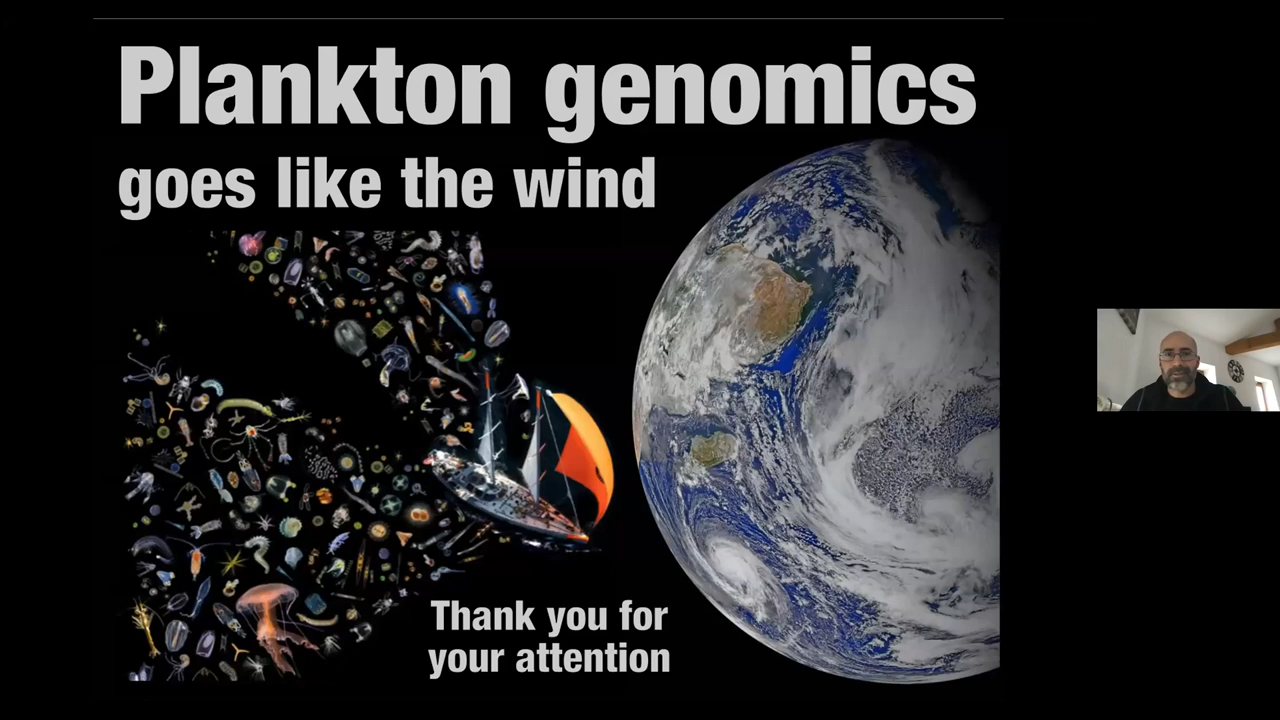 Plankton genomics
goes like the wind
Thank you for
your attention